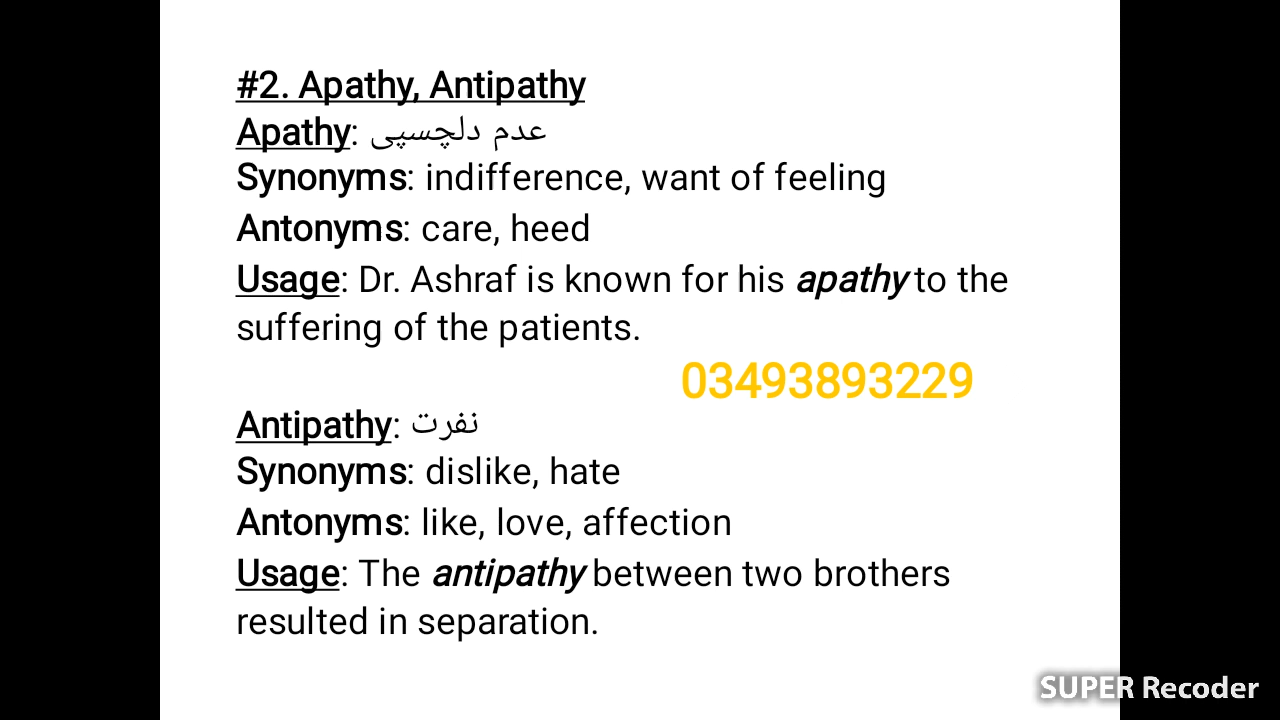 #2. Apathy, Antipathy
Apathy: عدم دلچسپی
Synonyms: indifference, want of feeling
Antonyms: care, heed
Usage: Dr. Ashraf is known for his apathy to the
suffering of the patients.
03493893229
Antipathy: نفرت
Synonyms: dislike, hate
Antonyms: like, love, affection
Usage: The antipathy between two brothers
resulted in separation.
SUPER Recoder